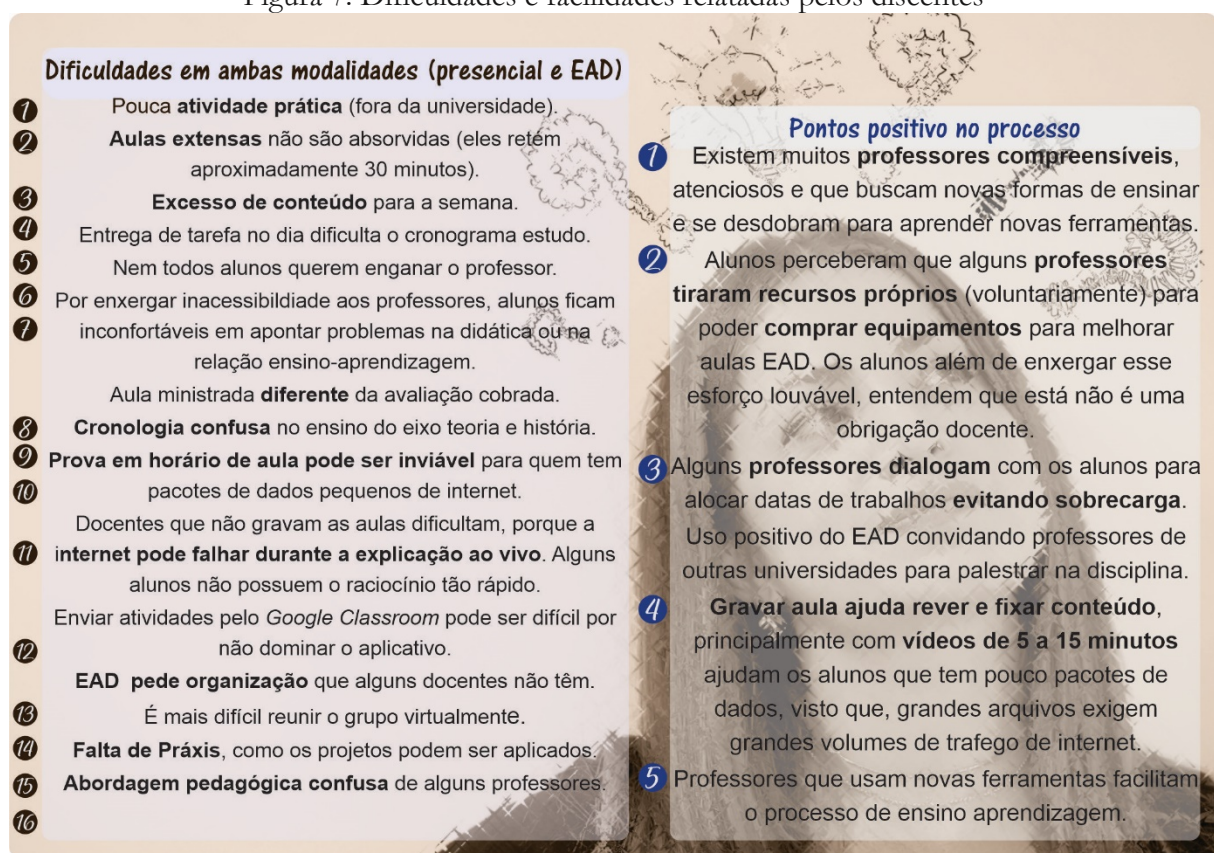 Figura 7. Dificuldades e facilidades relatadas pelos discentes
Dificuldades em ambas modalidades (presencial e EAD)
1 Pouca atividade prática (fora da universidade).
2 Aulas extensas não são absorvidas (eles retém
aproximadamente 30 minutos).
3 Excesso de conteúdo para a semana.
4 Entrega de tarefa no dia dificulta o cronograma estudo.
5 Nem todos alunos querem enganar o professor.
6 Por enxergar inacessibildiade aos professores, alunos ficam
7 inconfortáveis em apontar problemas na didática ou na
relação ensino-aprendizagem.
Aula ministrada diferente da avaliação cobrada.
8 Cronologia confusa no ensino do eixo teoria e história.
9 Prova em horário de aula pode ser inviável para quem tem
10 pacotes de dados pequenos de internet.
Docentes que não gravam as aulas dificultam, porque a
11 internet pode falhar durante a explicação ao vivo. Alguns
alunos não possuem o raciocínio tão rápido.
Enviar atividades pelo Google Classroom pode ser difícil por
12 não dominar o aplicativo.
EAD pede organização que alguns docentes não têm.
13 É mais difícil reunir o grupo virtualmente.
14 Falta de Práxis, como os projetos podem ser aplicados.
15 Abordagem pedagógica confusa de alguns professores.
16
Pontos positivo no processo
1 Existem muitos professores compreensíveis,
atenciosos e que buscam novas formas de ensinar
e se desdobram para aprender novas ferramentas.
2 Alunos perceberam que alguns professores
tiraram recursos próprios (voluntariamente) para
poder comprar equipamentos para melhorar
aulas EAD. Os alunos além de enxergar esse
esforço louvável, entendem que está não é uma
obrigação docente.
3 Alguns professores dialogam com os alunos para
alocar datas de trabalhos evitando sobrecarga.
Uso positivo do EAD convidando professores de
outras universidades para palestrar na disciplina.
4 Gravar aula ajuda rever e fixar conteúdo,
principalmente com vídeos de 5 a 15 minutos
ajudam os alunos que tem pouco pacotes de
dados, visto que, grandes arquivos exigem
grandes volumes de trafego de internet.
5 Professores que usam novas ferramentas facilitam
o processo de ensino aprendizagem.